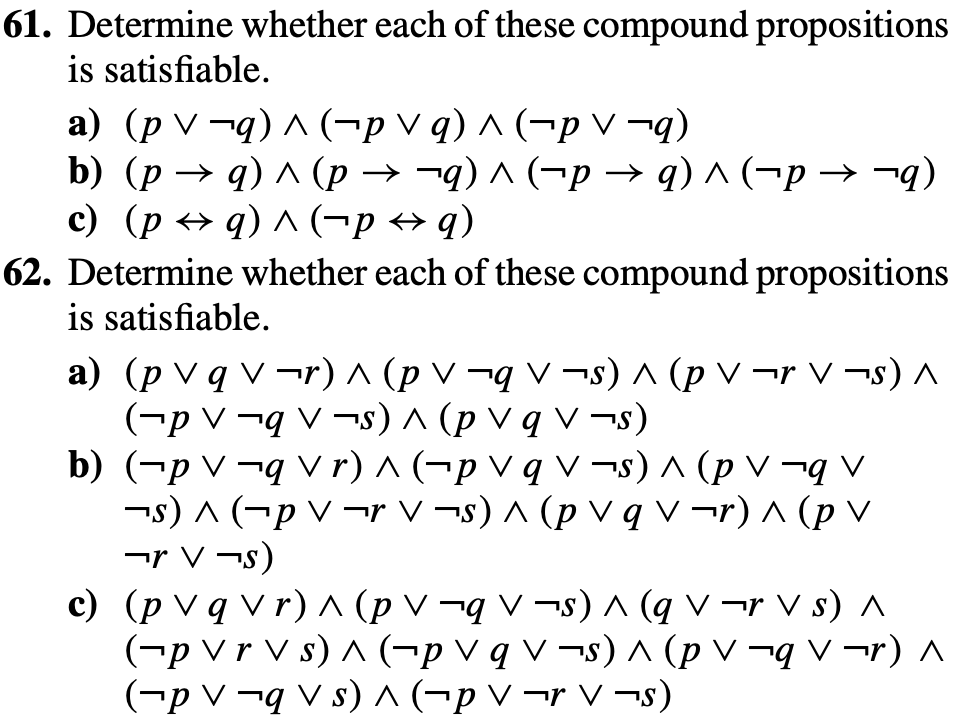 61. Determine whether each of these compound propositions
is satisfiable.
a) (p ∨ ¬q) ∧ (¬p ∨ q) ∧ (¬p ∨ ¬q)
b) (p → q) ∧ (p → ¬q) ∧ (¬p → q) ∧ (¬p → ¬q)
c) (p ↔ q) ∧ (¬p ↔ q)
62. Determine whether each of these compound propositions
is satisfiable.
a) (p ∨ q ∨ ¬r) ∧ (p ∨ ¬q ∨ ¬s) ∧ (p ∨ ¬r ∨ ¬s) ∧
(¬p ∨ ¬q ∨ ¬s) ∧ (p ∨ q ∨ ¬s)
b) (¬p ∨ ¬q ∨ r) ∧ (¬p ∨ q ∨ ¬s) ∧ (p ∨ ¬q ∨
¬s) ∧ (¬p ∨ ¬r ∨ ¬s) ∧ (p ∨ q ∨ ¬r) ∧ (p ∨
¬r ∨ ¬s)
c) (p ∨ q ∨ r) ∧ (p ∨ ¬q ∨ ¬s) ∧ (q ∨ ¬r ∨ s) ∧
(¬p ∨ r ∨ s) ∧ (¬p ∨ q ∨ ¬s) ∧ (p ∨ ¬q ∨ ¬r) ∧
(¬p ∨ ¬q ∨ s) ∧ (¬p ∨ ¬r ∨ ¬s)